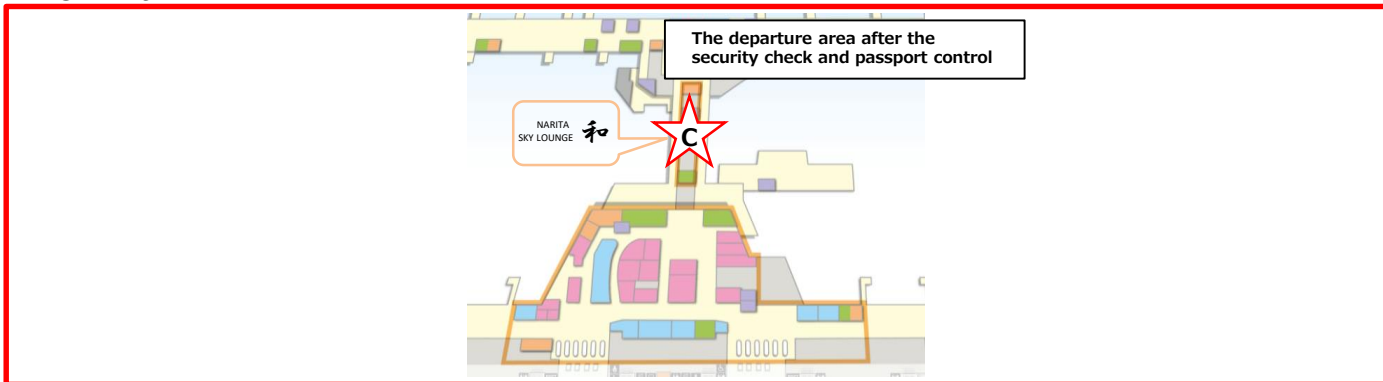 The departure area after the
security check and passport control
NARITA
SKY LOUNGE 和
C